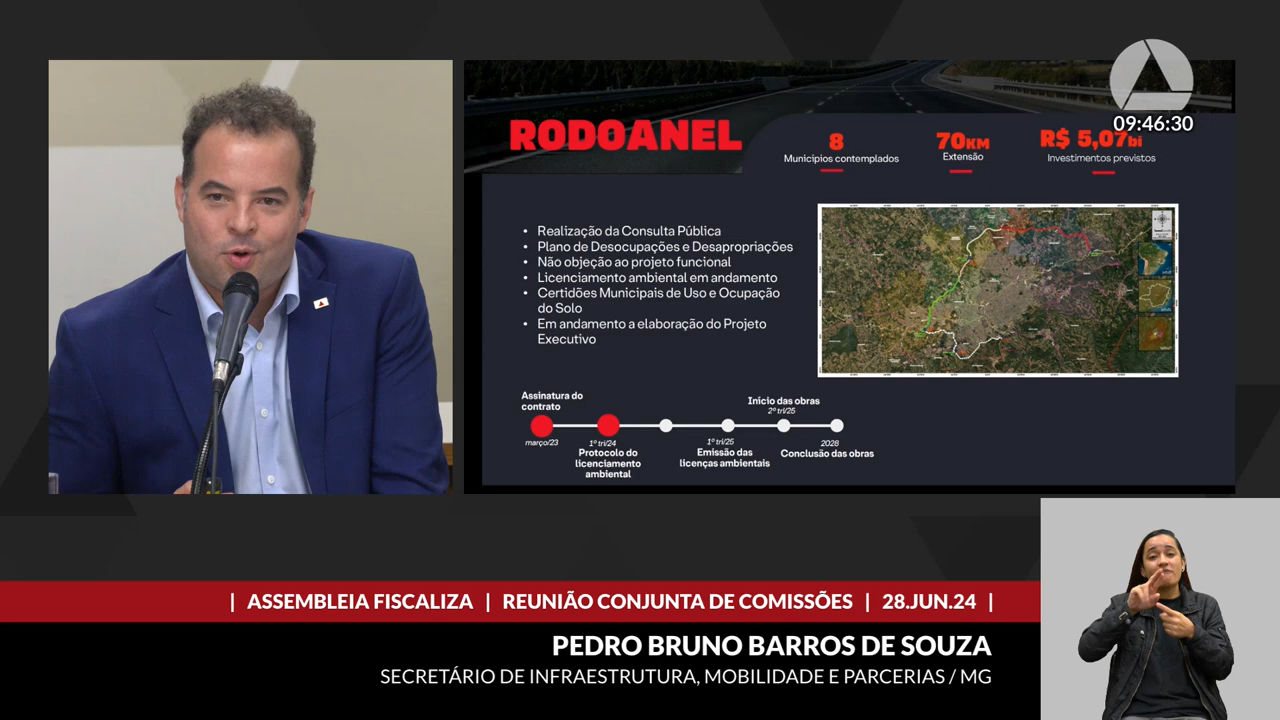 09:46:30
RODOANEL
8
Municípios contemplados
70KM
Extensão
R$ 5,07bi
Investimentos previstos
• Realização da Consulta Pública
• Plano de Desocupações e Desapropriações
• Não objeção ao projeto funcional
• Licenciamento ambiental em andamento
• Certidões Municipais de Uso e Ocupação
do Solo
• Em andamento a elaboração do Projeto
Executivo
Assinatura do
contrato
março/23
1º tri/24
Protocolo do
licenciamento
ambiental
1º tri/25
Emissão das
licenças ambientais
Início das obras
2º tri/25
2028
Conclusão das obras
| ASSEMBLEIA FISCALIZA | REUNIÃO CONJUNTA DE COMISSÕES | 28.JUN.24 |
PEDRO BRUNO BARROS DE SOUZA
SECRETÁRIO DE INFRAESTRUTURA, MOBILIDADE E PARCERIAS / MG